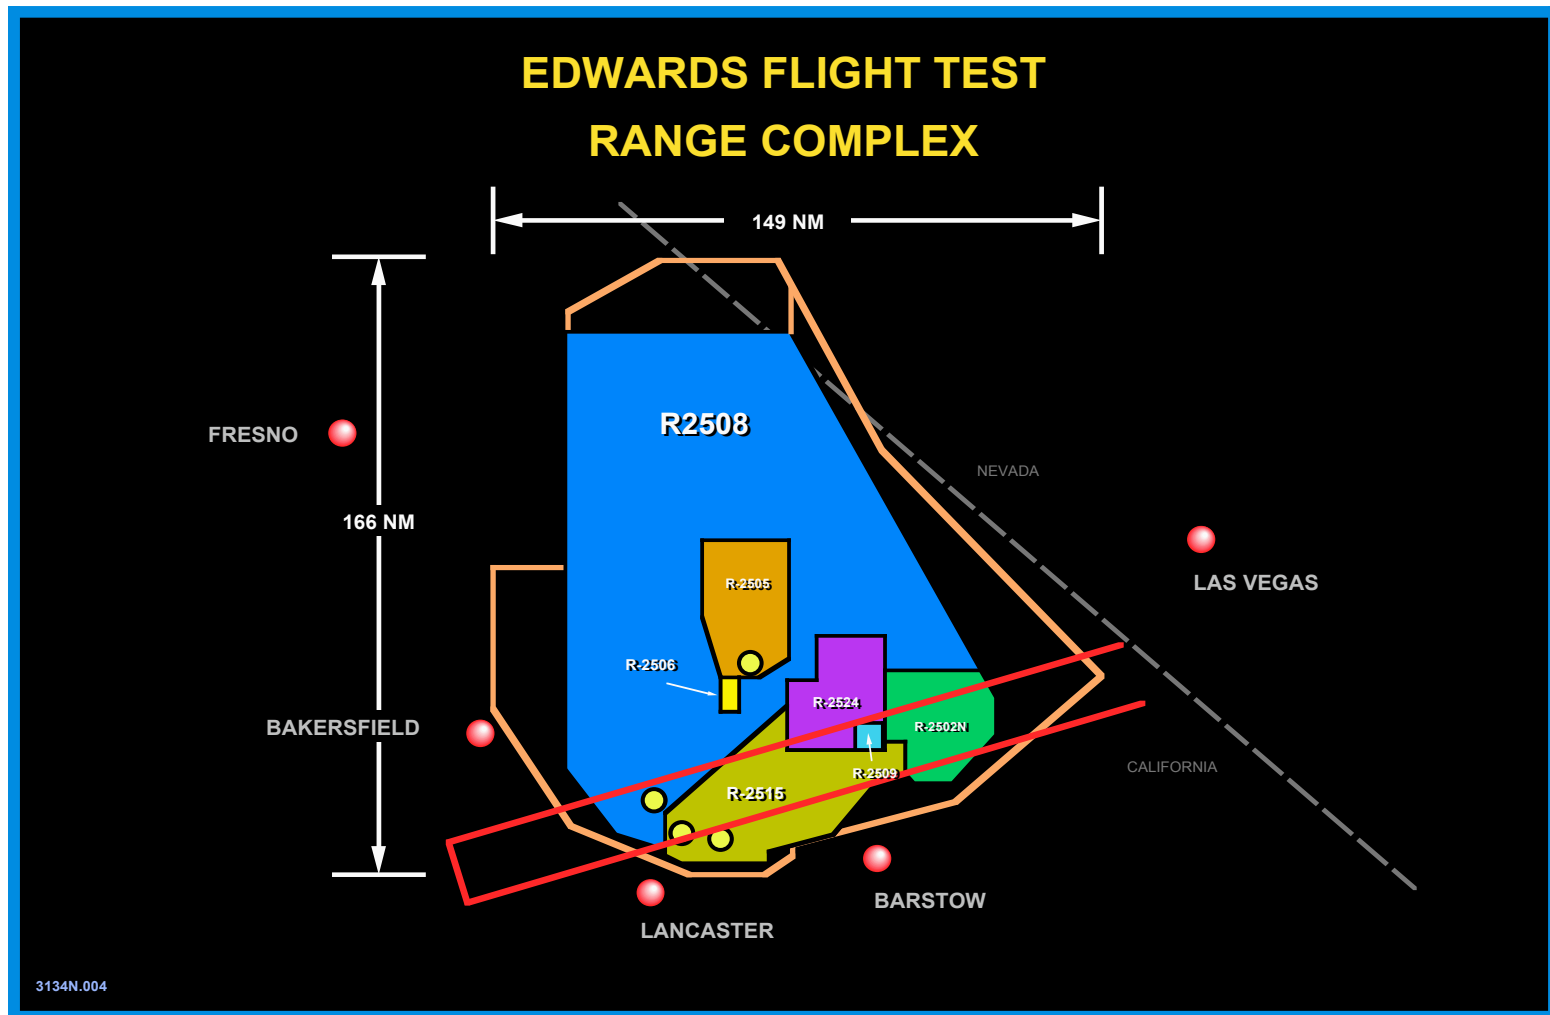 EDWARDS FLIGHT TEST
RANGE COMPLEX
149 NM
R2508
FRESNO
NEVADA
166 NM
LAS VEGAS
R-2505
R-2506
R-2524
BAKERSFIELD
R-2502N
CALIFORNIA
R-2509
R-2515
BARSTOW
LANCASTER
3134N.004